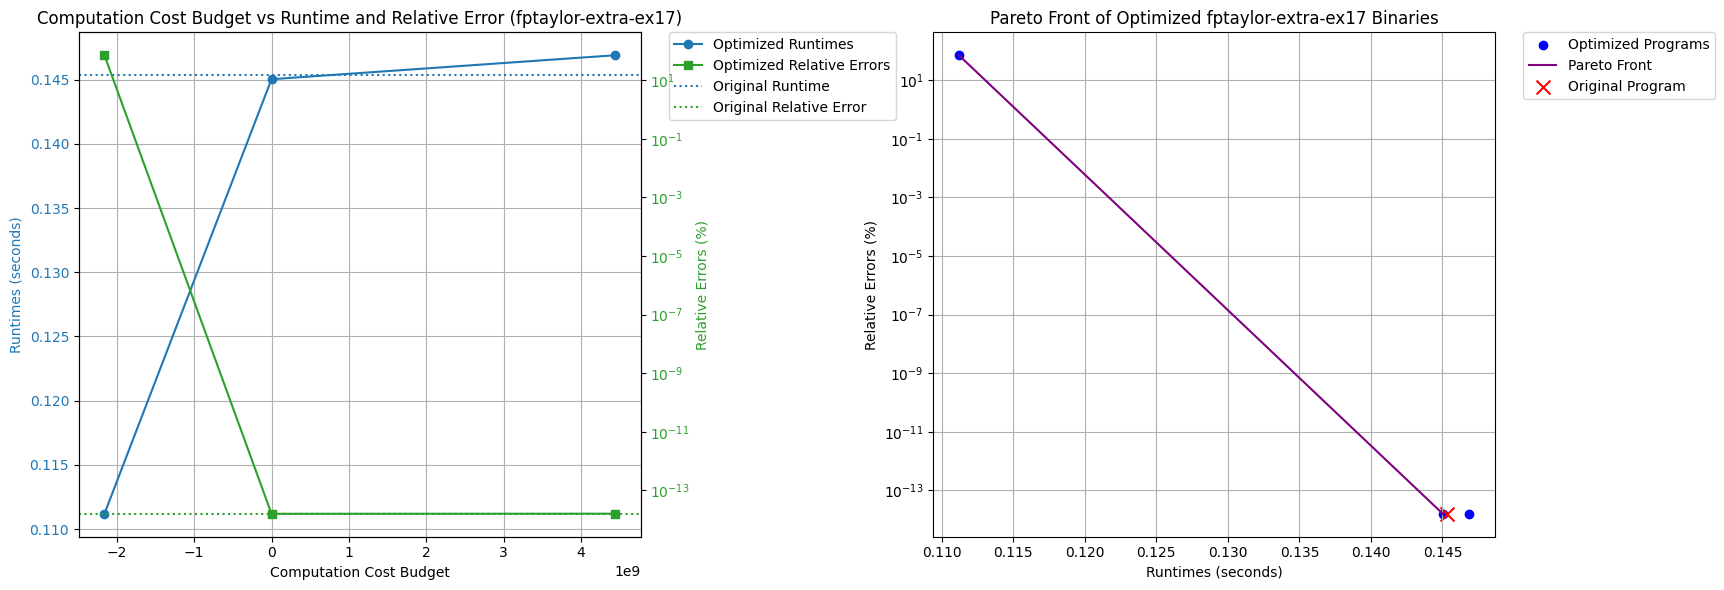 Computation Cost Budget vs Runtime and Relative Error (fptaylor-extra-ex17)
Runtimes (seconds)
0.145
0.140
0.135
0.130
0.125
0.120
0.115
0.110
−2
−1
0
1
2
3
4
1e9
Computation Cost Budget
10^1
10^−1
10^−3
10^−5
10^−7
10^−9
10^−11
10^−13
Relative Errors (%)
Optimized Runtimes
Optimized Relative Errors
Original Runtime
Original Relative Error
Pareto Front of Optimized fptaylor-extra-ex17 Binaries
Relative Errors (%)
10^1
10^−1
10^−3
10^−5
10^−7
10^−9
10^−11
10^−13
0.110
0.115
0.120
0.125
0.130
0.135
0.140
0.145
Runtimes (seconds)
Optimized Programs
Pareto Front
Original Program